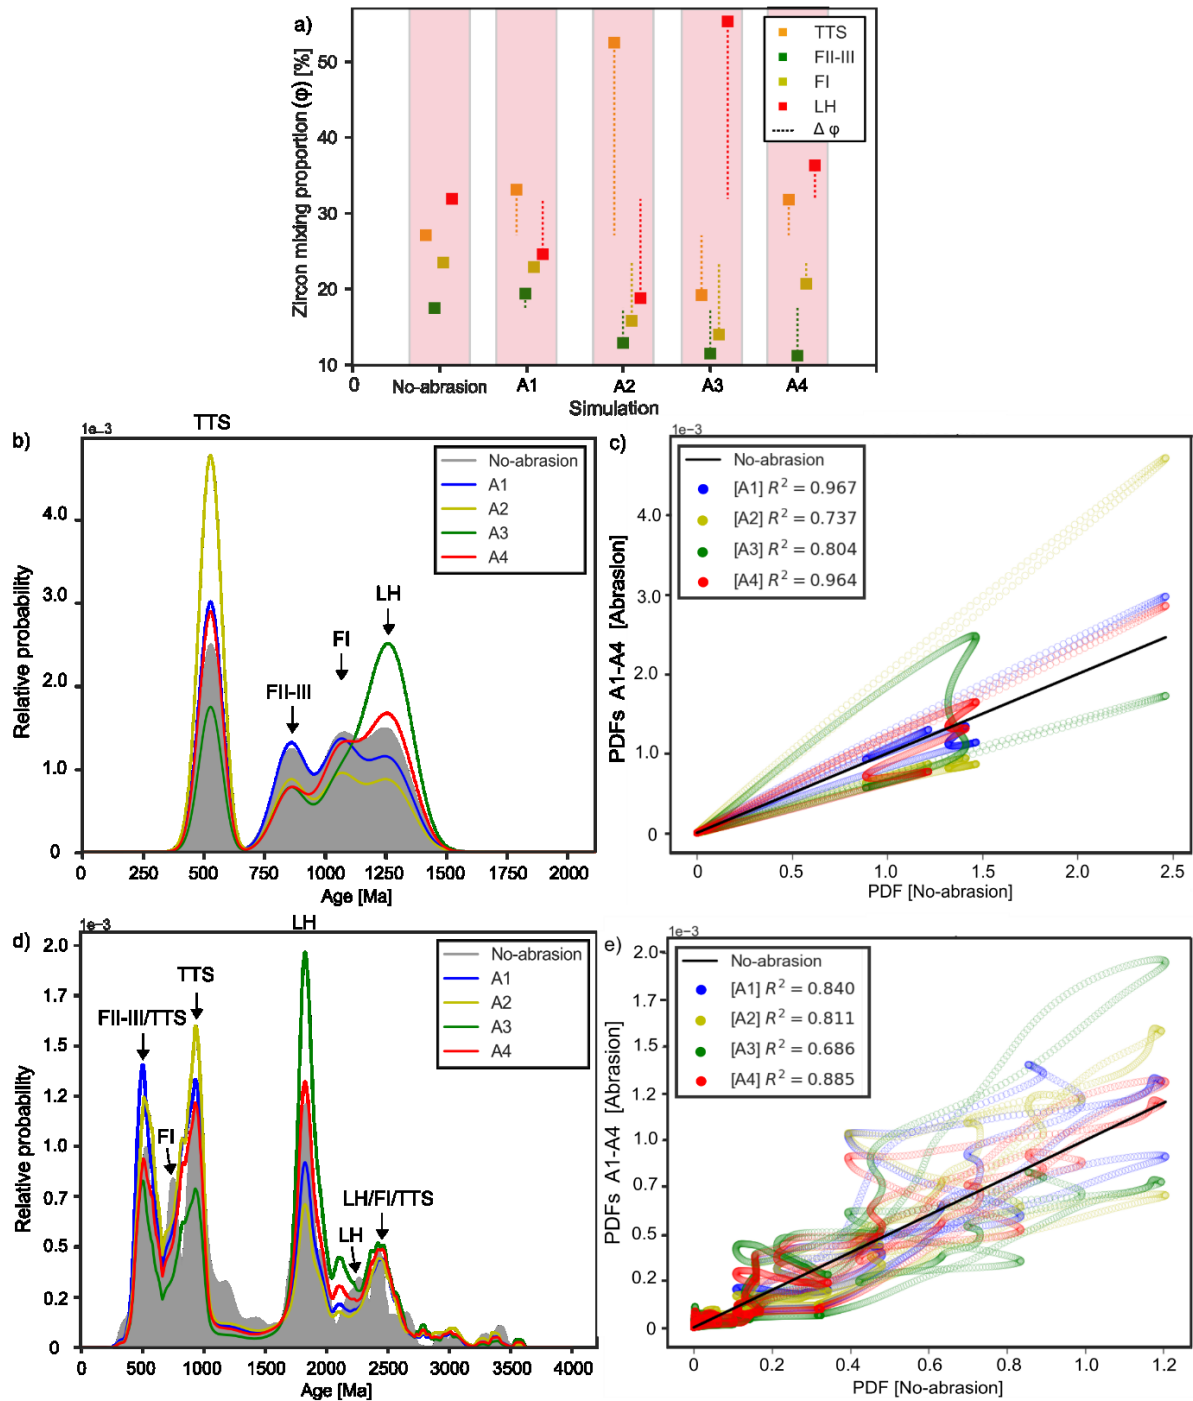 a)
Zircon mixing proportion (φ) [%]
50
40
30
20
10
0
No-abrasion
A1
A2
A3
A4
Simulation
TTS
FII-III
FI
LH
Δ φ
b)
1e−3
TTS
Relative probability
4.0
3.0
2.0
1.0
0
FII-III
FI
LH
No-abrasion
A1
A2
A3
A4
0 250 500 750 1000 1250 1500 1750 2000
Age [Ma]
c)
1e−3
PDFs A1-A4 [Abrasion]
4.0
3.0
2.0
1.0
0
No-abrasion
[A1] R² = 0.967
[A2] R² = 0.737
[A3] R² = 0.804
[A4] R² = 0.964
0 0.5 1.0 1.5 2.0 2.5
PDF [No-abrasion]
d)
1e−3
LH
Relative probability
2.0
1.7
1.5
1.2
1.0
0.7
0.5
0.2
0
FII-III/TTS
TTS
FI
LH
LH/FI/TTS
No-abrasion
A1
A2
A3
A4
0 500 1000 1500 2000 2500 3000 3500 4000
Age [Ma]
e)
1e−3
PDFs A1-A4 [Abrasion]
2.0
1.7
1.5
1.2
1.0
0.7
0.5
0.2
0
No-abrasion
[A1] R² = 0.840
[A2] R² = 0.811
[A3] R² = 0.686
[A4] R² = 0.885
0 0.2 0.4 0.6 0.8 1.0 1.2
PDF [No-abrasion]